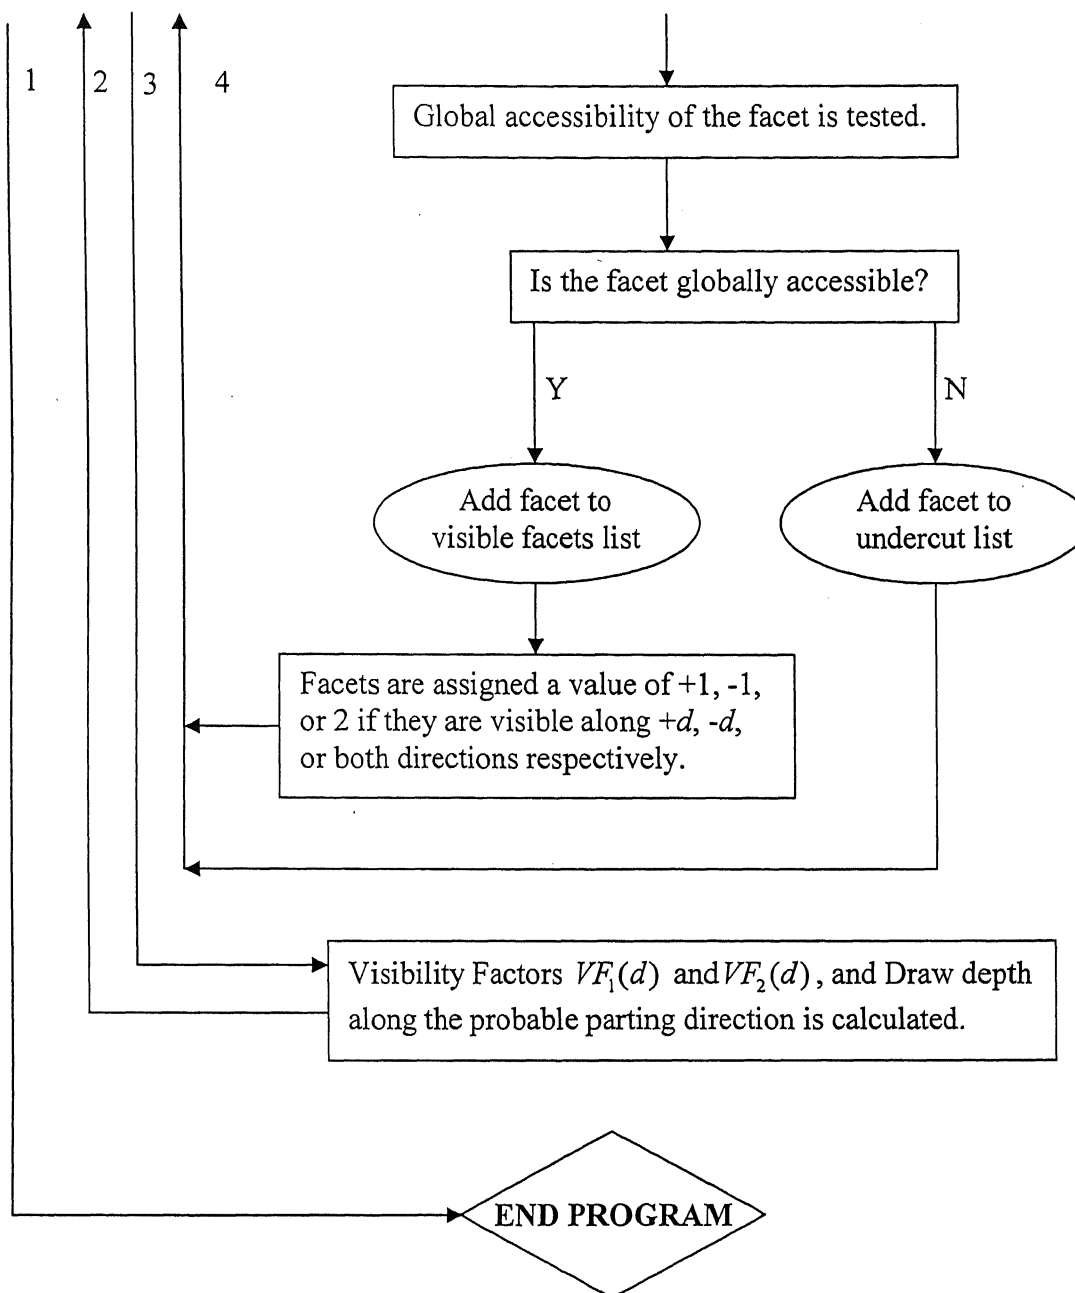 1 2 3 4
Global accessibility of the facet is tested.
Is the facet globally accessible?
Y N
Add facet to
visible facets list
Add facet to
undercut list
Facets are assigned a value of +1, -1,
or 2 if they are visible along +d, -d,
or both directions respectively.
Visibility Factors VF₁(d) and VF₂(d), and Draw depth
along the probable parting direction is calculated.
END PROGRAM